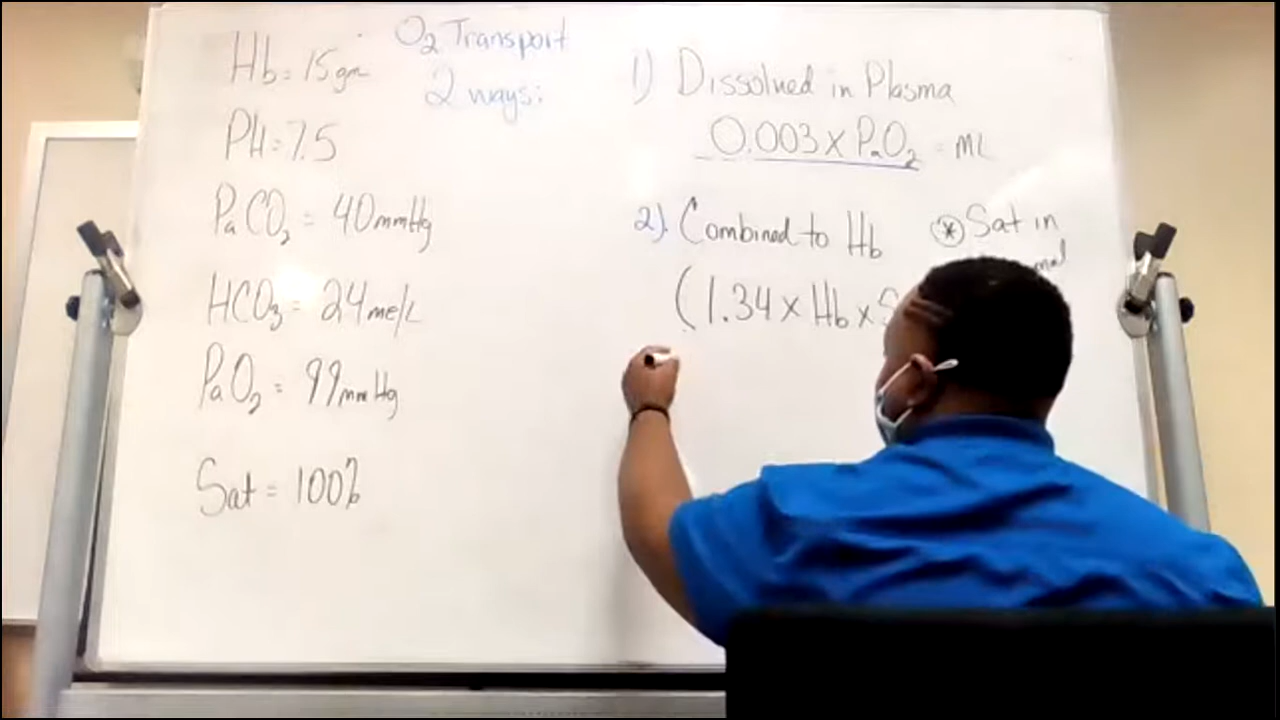 Hb = 15gm
PH = 7.5
PaCO2 = 40mmHg
HCO3 = 24me/L
PaO2 = 99mmHg
Sat = 100%
O2 Transport
2 ways:
1) Dissolved in Plasma
0.003 x PaO2 = ML
2). Combined to Hb
(1.34 x Hb x S
* Sat in